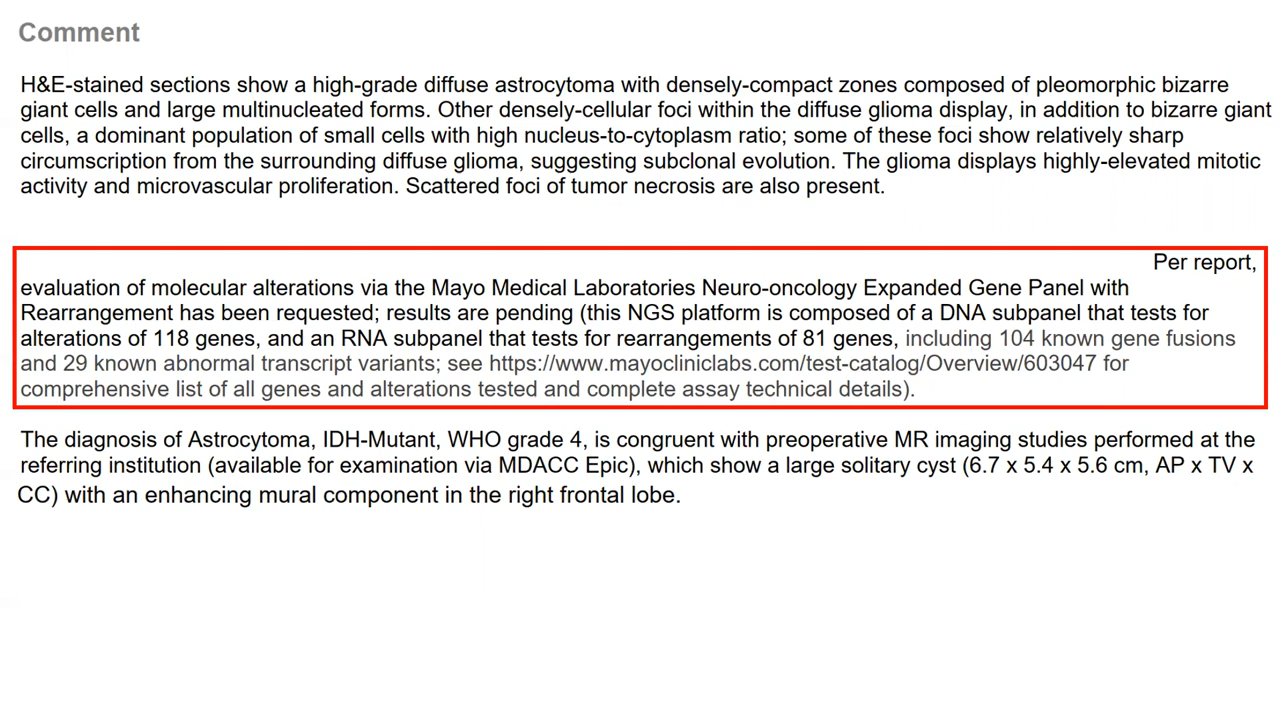 Comment
H&E-stained sections show a high-grade diffuse astrocytoma with densely-compact zones composed of pleomorphic bizarre
giant cells and large multinucleated forms. Other densely-cellular foci within the diffuse glioma display, in addition to bizarre giant
cells, a dominant population of small cells with high nucleus-to-cytoplasm ratio; some of these foci show relatively sharp
circumscription from the surrounding diffuse glioma, suggesting subclonal evolution. The glioma displays highly-elevated mitotic
activity and microvascular proliferation. Scattered foci of tumor necrosis are also present.
Per report,
evaluation of molecular alterations via the Mayo Medical Laboratories Neuro-oncology Expanded Gene Panel with
Rearrangement has been requested; results are pending (this NGS platform is composed of a DNA subpanel that tests for
alterations of 118 genes, and an RNA subpanel that tests for rearrangements of 81 genes, including 104 known gene fusions
and 29 known abnormal transcript variants; see https://www.mayocliniclabs.com/test-catalog/Overview/603047 for
comprehensive list of all genes and alterations tested and complete assay technical details).
The diagnosis of Astrocytoma, IDH-Mutant, WHO grade 4, is congruent with preoperative MR imaging studies performed at the
referring institution (available for examination via MDACC Epic), which show a large solitary cyst (6.7 x 5.4 x 5.6 cm, AP x TV x
CC) with an enhancing mural component in the right frontal lobe.